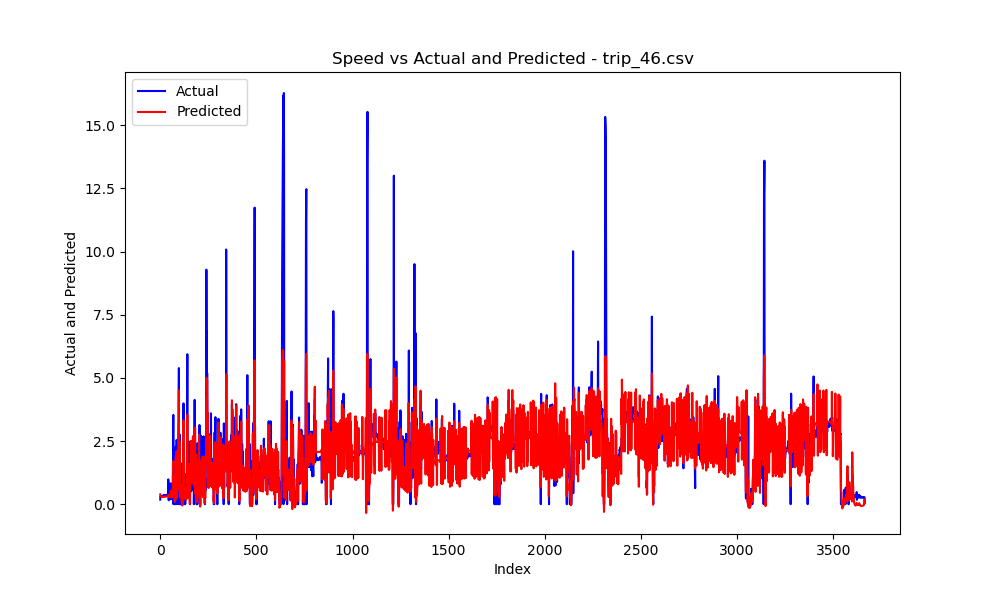 Speed vs Actual and Predicted - trip_46.csv
Actual
Predicted
15.0
12.5
10.0
7.5
5.0
2.5
0.0
Actual and Predicted
0 500 1000 1500 2000 2500 3000 3500
Index